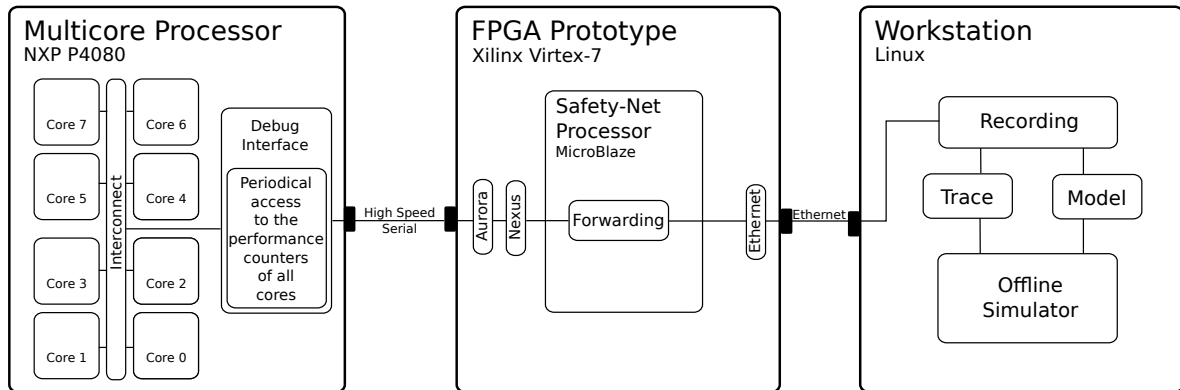 Multicore Processor
NXP P4080
Core 7
Core 6
Core 5
Core 4
Core 3
Core 2
Core 1
Core 0
Interconnect
Debug
Interface
Periodical
access
to the
performance
counters
of all
cores
High Speed
Serial
FPGA Prototype
Xilinx Virtex-7
Aurora
Nexus
Safety-Net
Processor
MicroBlaze
Forwarding
Ethernet
Ethernet
Workstation
Linux
Recording
Trace
Model
Offline
Simulator